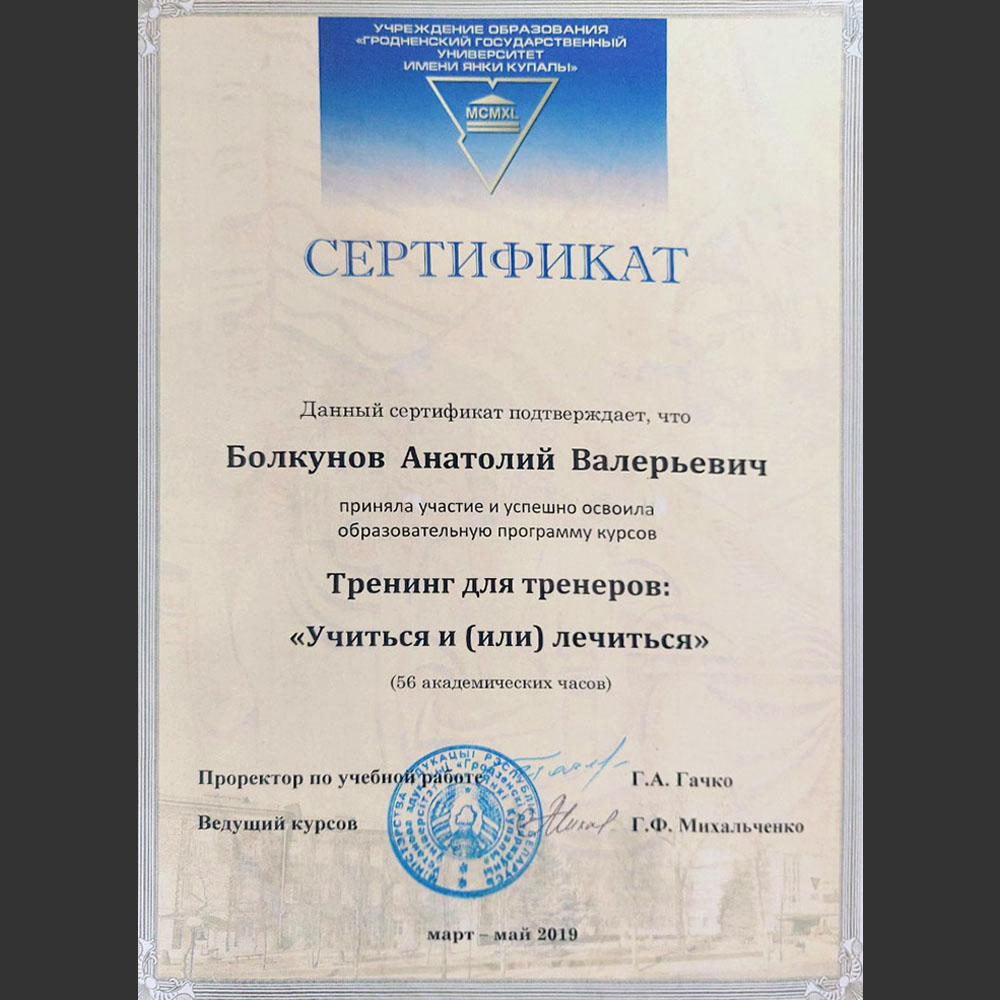 УЧРЕЖДЕНИЕ ОБРАЗОВАНИЯ
«ГРОДНЕНСКИЙ ГОСУДАРСТВЕННЫЙ
УНИВЕРСИТЕТ
ИМЕНИ ЯНКИ КУПАЛЫ»
MCMXL
СЕРТИФИКАТ
Данный сертификат подтверждает, что
Болкунов Анатолий Валерьевич
приняла участие и успешно освоила
образовательную программу курсов
Тренинг для тренеров:
«Учиться и (или) лечиться»
(56 академических часов)
Проректор по учебной работе Г.А. Гачко
Ведущий курсов Г.Ф. Михальченко
март – май 2019